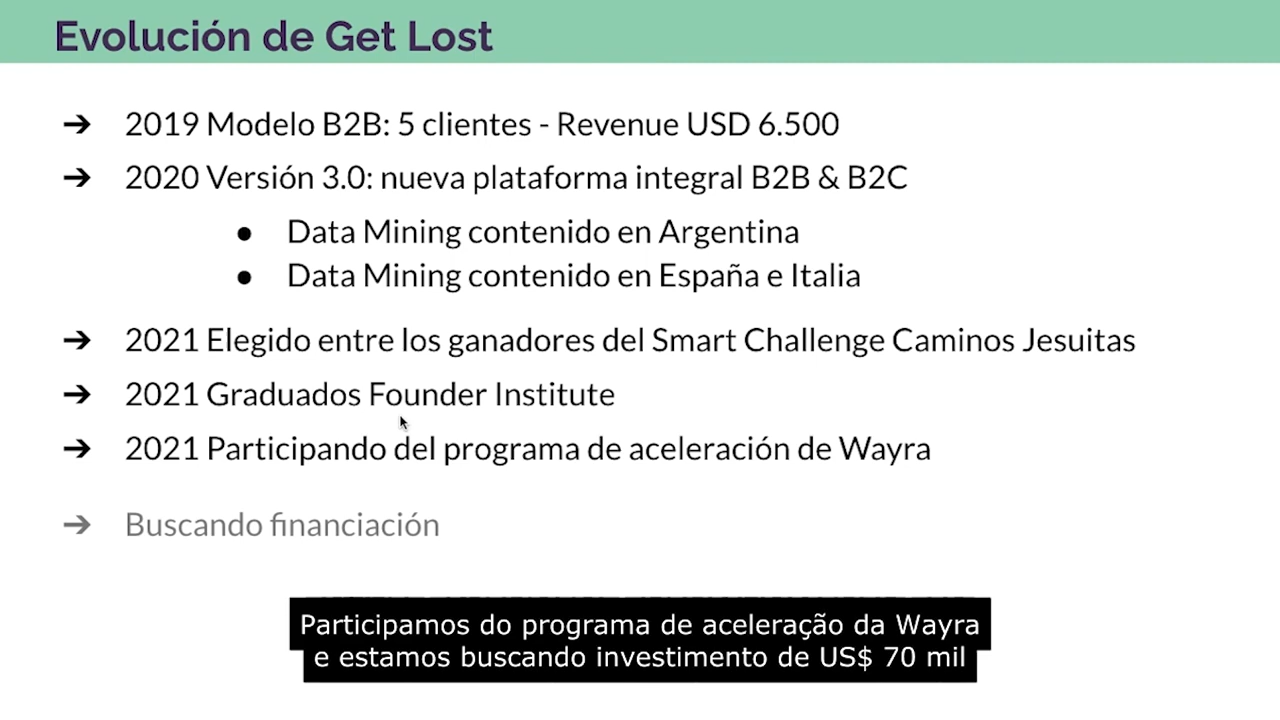 Evolución de Get Lost
➔ 2019 Modelo B2B: 5 clientes - Revenue USD 6.500
➔ 2020 Versión 3.0: nueva plataforma integral B2B & B2C
● Data Mining contenido en Argentina
● Data Mining contenido en España e Italia
➔ 2021 Elegido entre los ganadores del Smart Challenge Caminos Jesuitas
➔ 2021 Graduados Founder Institute
➔ 2021 Participando del programa de aceleración de Wayra
➔ Buscando financiación
Participamos do programa de aceleração da Wayra
e estamos buscando investimento de US$ 70 mil